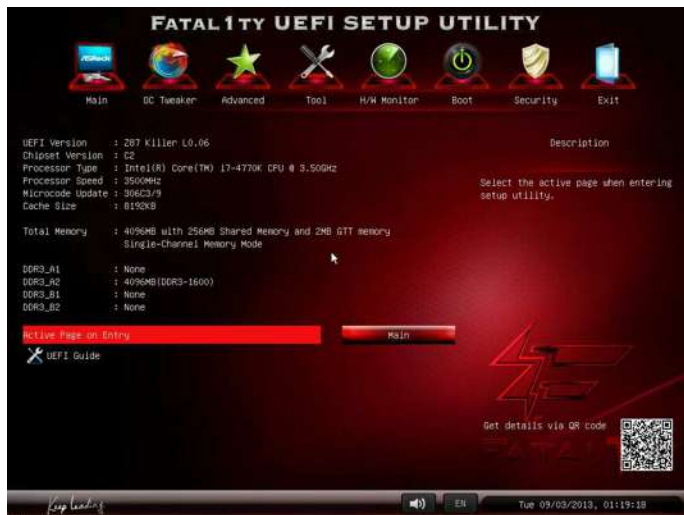 FATAL1TY UEFI SETUP UTILITY
ASRock
Main OC Tweaker Advanced Tool H/W Monitor Boot Security Exit
UEFI Version : Z87 Killer L0.06
Chipset Version : C2
Processor Type : Intel(R) Core(TM) i7-4770K CPU @ 3.50GHz
Processor Speed : 3500MHz
Microcode Update : 306C3/9
Cache Size : 8192KB
Total Memory : 4096MB with 256MB Shared Memory and 2MB GTT memory
Single-Channel Memory Mode
DDR3_A1 : None
DDR3_A2 : 4096MB(DDR3-1600)
DDR3_B1 : None
DDR3_B2 : None
Active Page on Entry Main
UEFI Guide
Description
Select the active page when entering
setup utility.
Get details via QR code
Keep Leading
EN
Tue 09/03/2013, 01:19:18